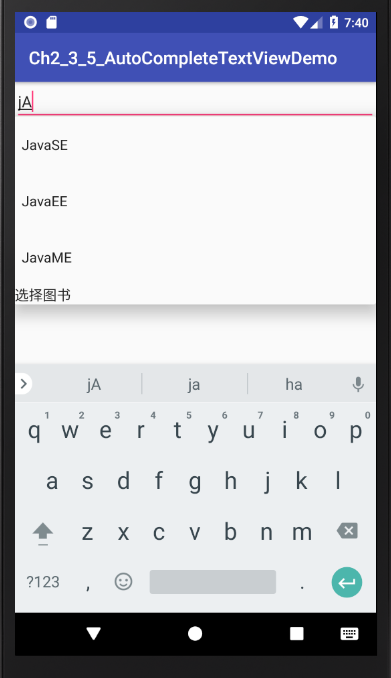 7:40
Ch2_3_5_AutoCompleteTextViewDemo
jA
JavaSE
JavaEE
JavaME
选择图书
jA ja ha
1 2 3 4 5 6 7 8 9 0
q w e r t y u i o p
a s d f g h j k l
z x c v b n m
?123 , .